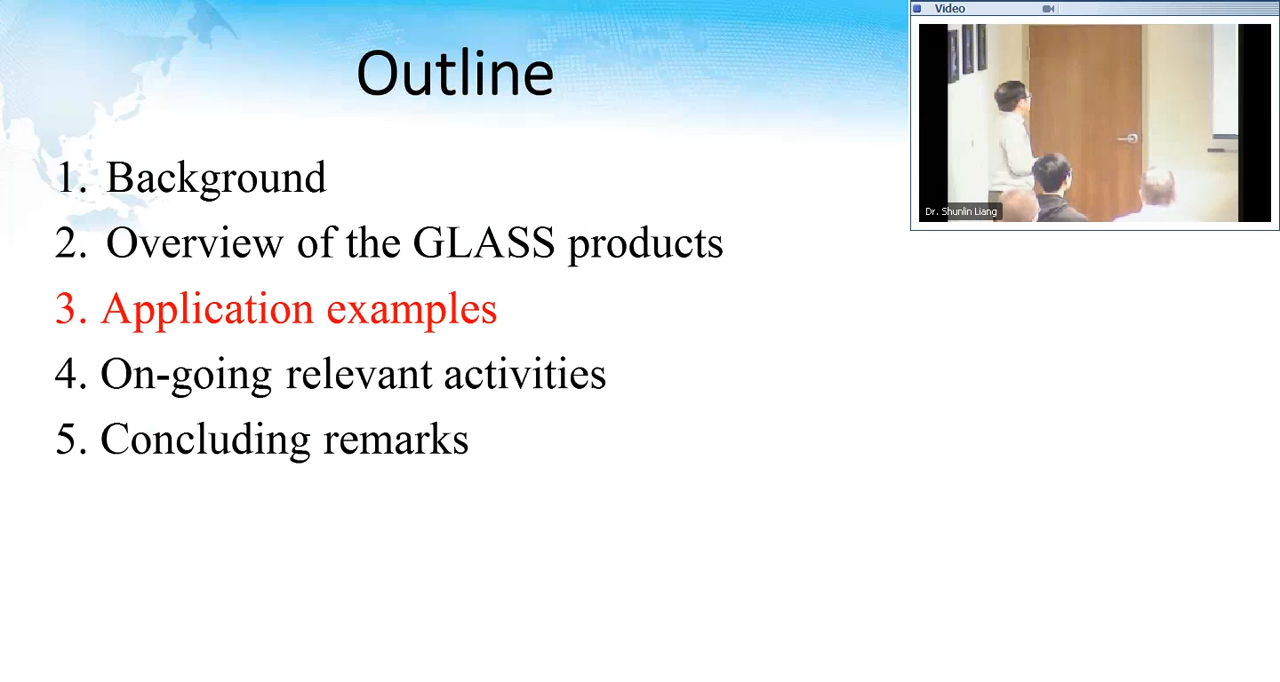 Outline
Video
1. Background
2. Overview of the GLASS products
3. Application examples
4. On-going relevant activities
5. Concluding remarks
Dr. Shunlin Liang